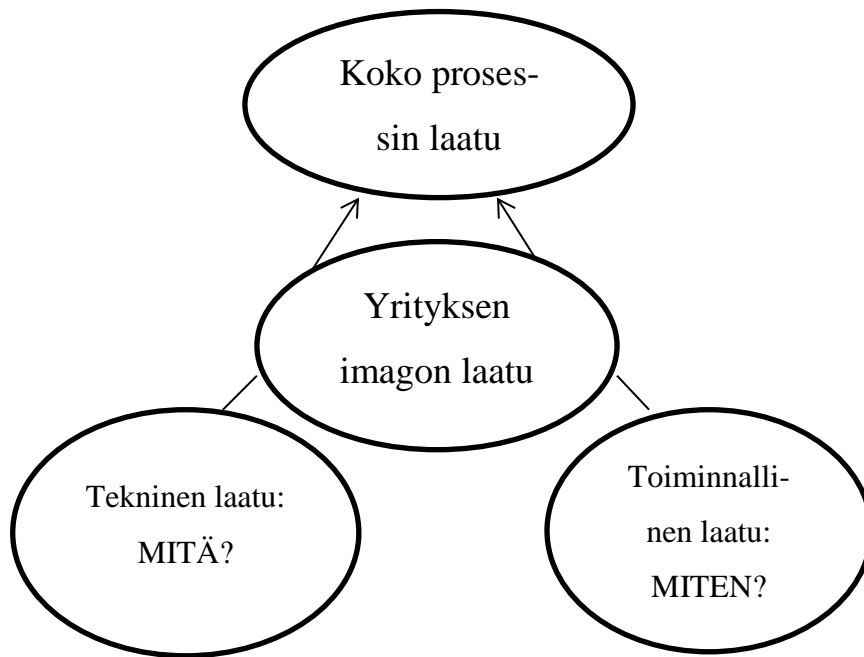 Koko proses-
sin laatu
Yrityksen
imagon laatu
Tekninen laatu:
MITÄ?
Toiminnalli-
nen laatu:
MITEN?